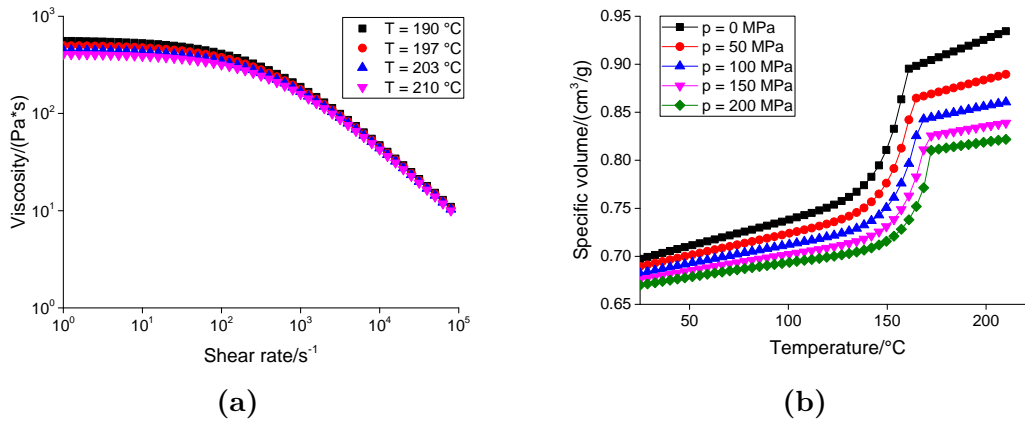 10³
10²
10¹
10⁰
Viscosity/(Pa*s)
T = 190 °C
T = 197 °C
T = 203 °C
T = 210 °C
10⁰ 10¹ 10² 10³ 10⁴ 10⁵
Shear rate/s⁻¹
(a)
0.95
0.90
0.85
0.80
0.75
0.70
0.65
Specific volume/(cm³/g)
p = 0 MPa
p = 50 MPa
p = 100 MPa
p = 150 MPa
p = 200 MPa
50 100 150 200
Temperature/°C
(b)